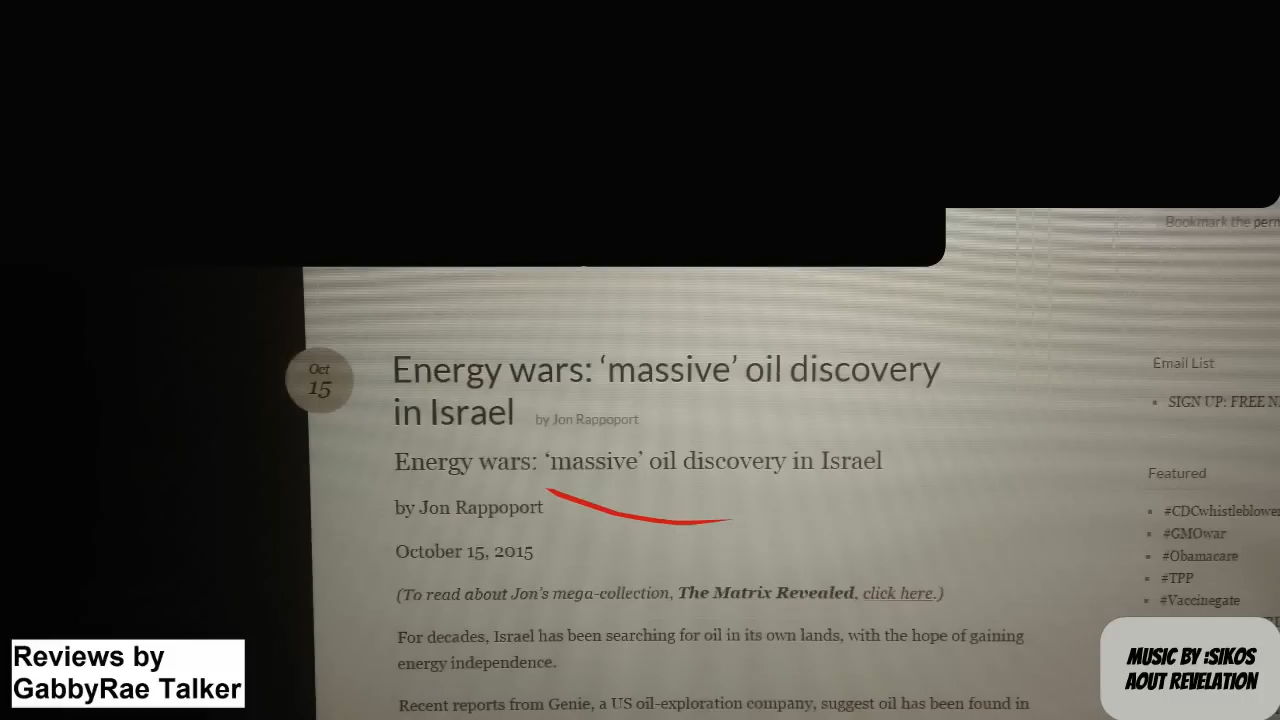 Bookmark the
Oct
15
Energy wars: ‘massive’ oil discovery
in Israel by Jon Rappoport
Energy wars: ‘massive’ oil discovery in Israel
by Jon Rappoport
October 15, 2015
(To read about Jon's mega-collection, The Matrix Revealed, click here.)
For decades, Israel has been searching for oil in its own lands, with the hope of gaining
energy independence.
Recent reports from Genie, a US oil-exploration company, suggest oil has been found in
Email List
SIGN UP: FREE
Featured
#CDCwhistleblower
#GMOwar
#Obamacare
#TPP
#Vaccinegate
Reviews by
GabbyRae Talker
MUSIC BY :SIKOS
AOUT REVELATION